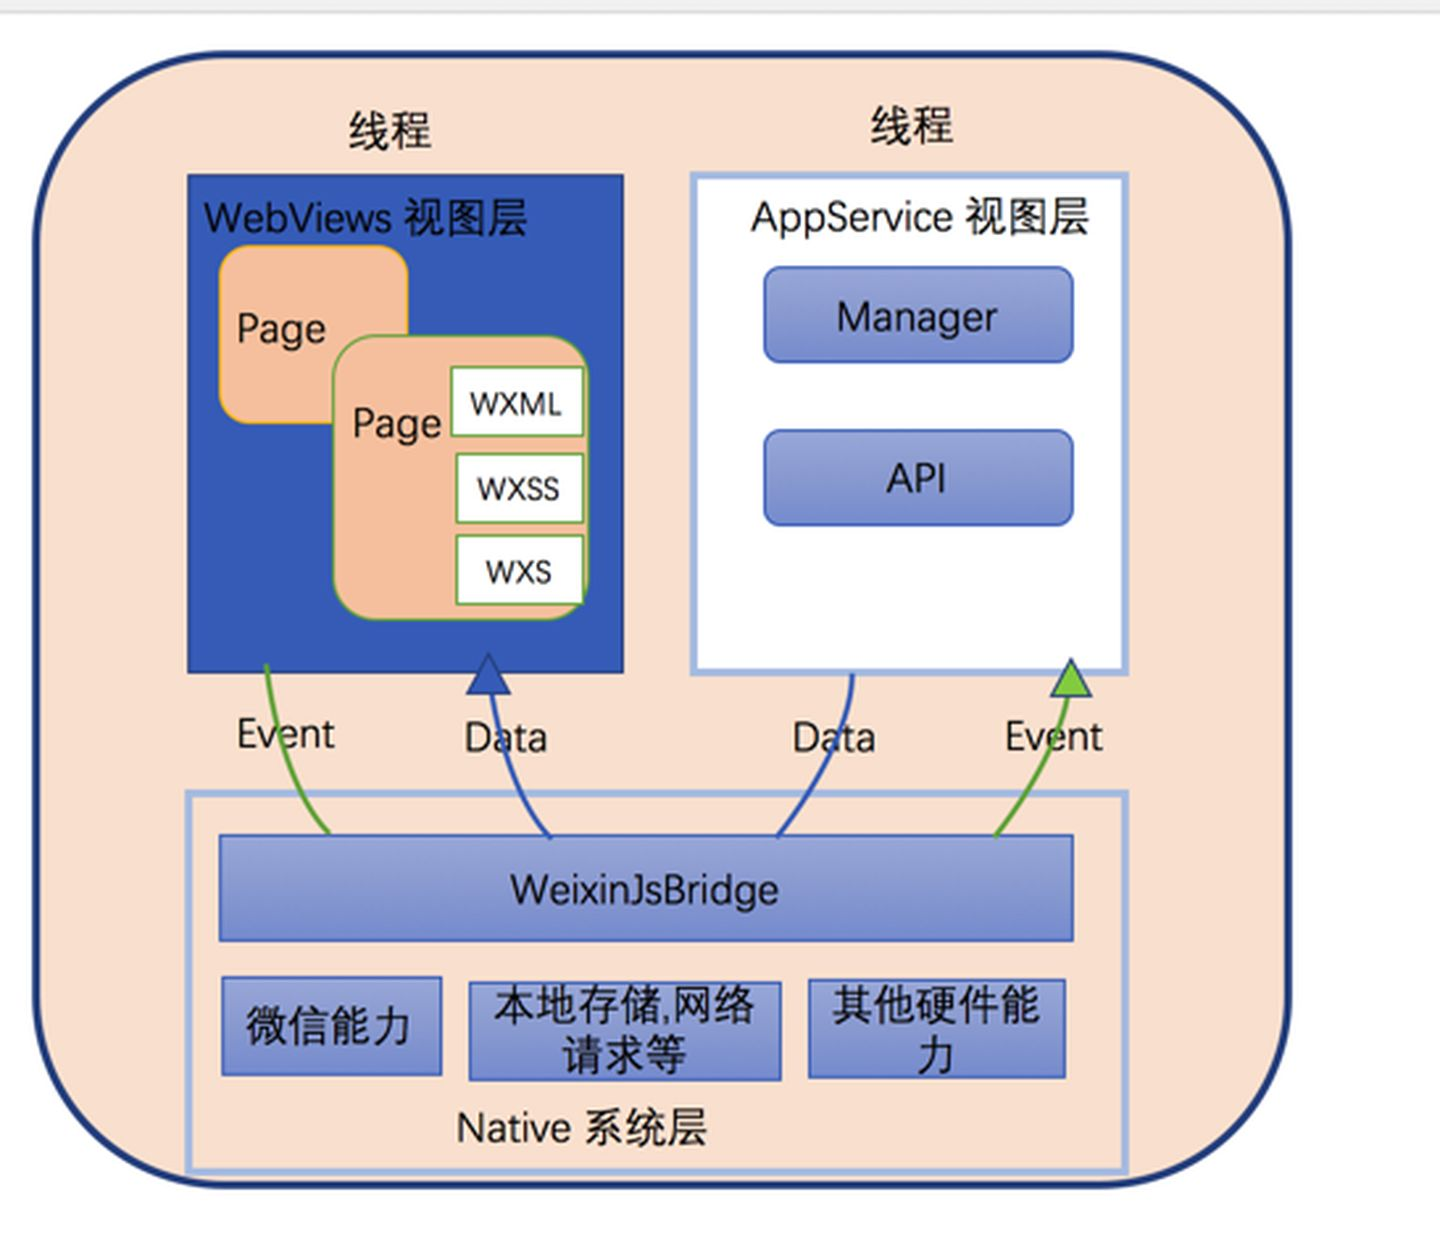 线程
线程
WebViews 视图层
AppService 视图层
Page
Manager
Page
WXML
WXSS
API
WXS
Event
Data
Data
Event
WeixinJsBridge
微信能力
本地存储,网络
请求等
其他硬件能
力
Native 系统层